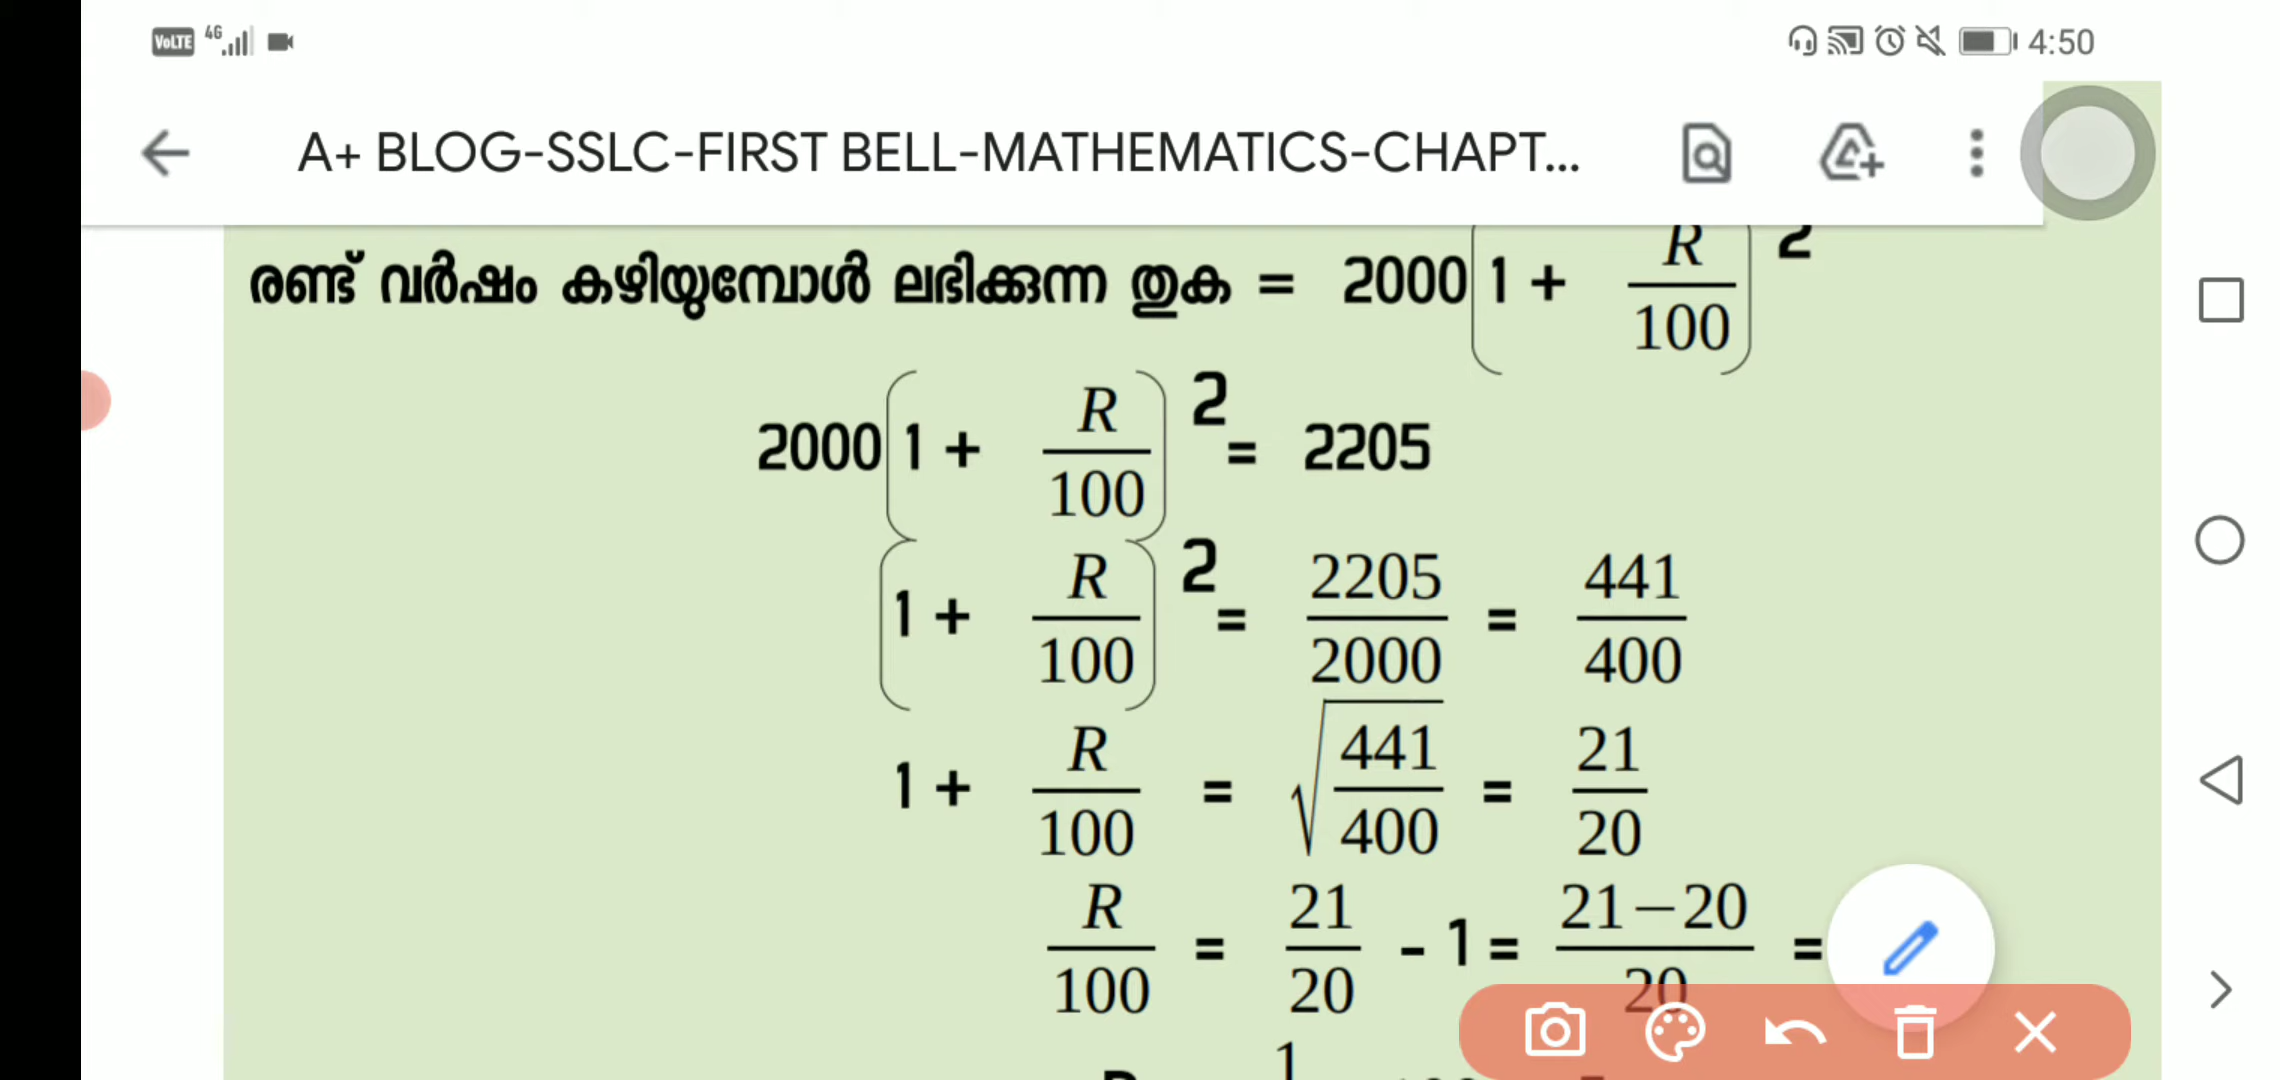 VoLTE 4G 4:50
A+ BLOG-SSLC-FIRST BELL-MATHEMATICS-CHAPT...
രണ്ട് വർഷം കഴിയുമ്പോൾ ലഭിക്കുന്ന തുക = 2000(1 + R/100)²
2000(1 + R/100)² = 2205
(1 + R/100)² = 2205/2000 = 441/400
1 + R/100 = √(441/400) = 21/20
R/100 = 21/20 - 1 = (21−20)/20 =